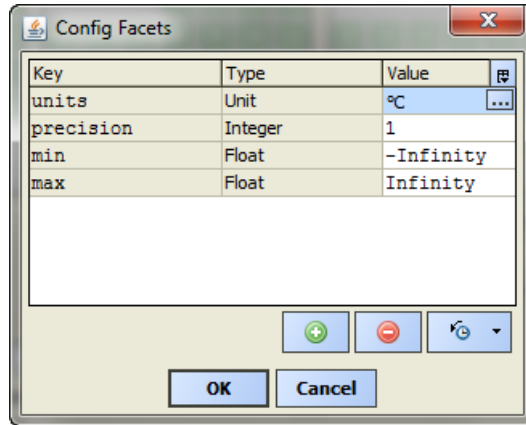 Config Facets
Key Type Value
units Unit °C ...
precision Integer 1
min Float -Infinity
max Float Infinity
OK Cancel